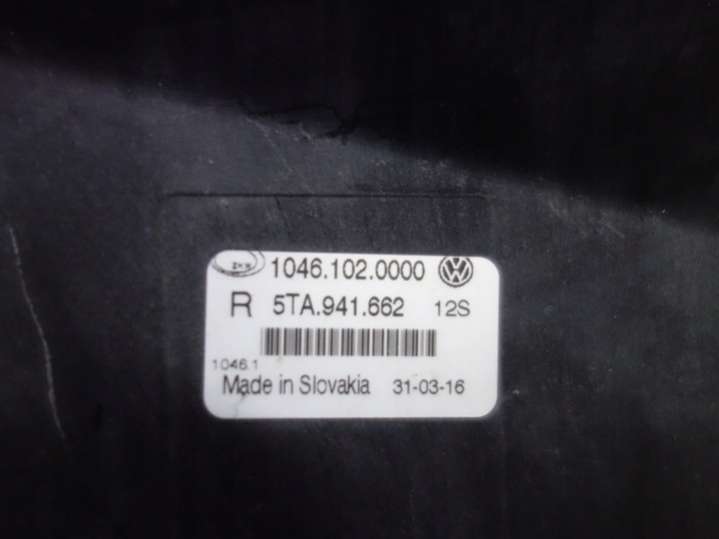 1046.102.0000
R 5TA.941.662 12S
1046.1
Made in Slovakia 31-03-16